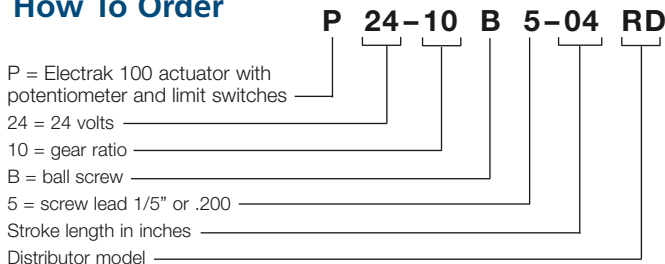 How To Order
P 24–10 B 5–04 RD
P = Electrak 100 actuator with
potentiometer and limit switches
24 = 24 volts
10 = gear ratio
B = ball screw
5 = screw lead 1/5” or .200
Stroke length in inches
Distributor model